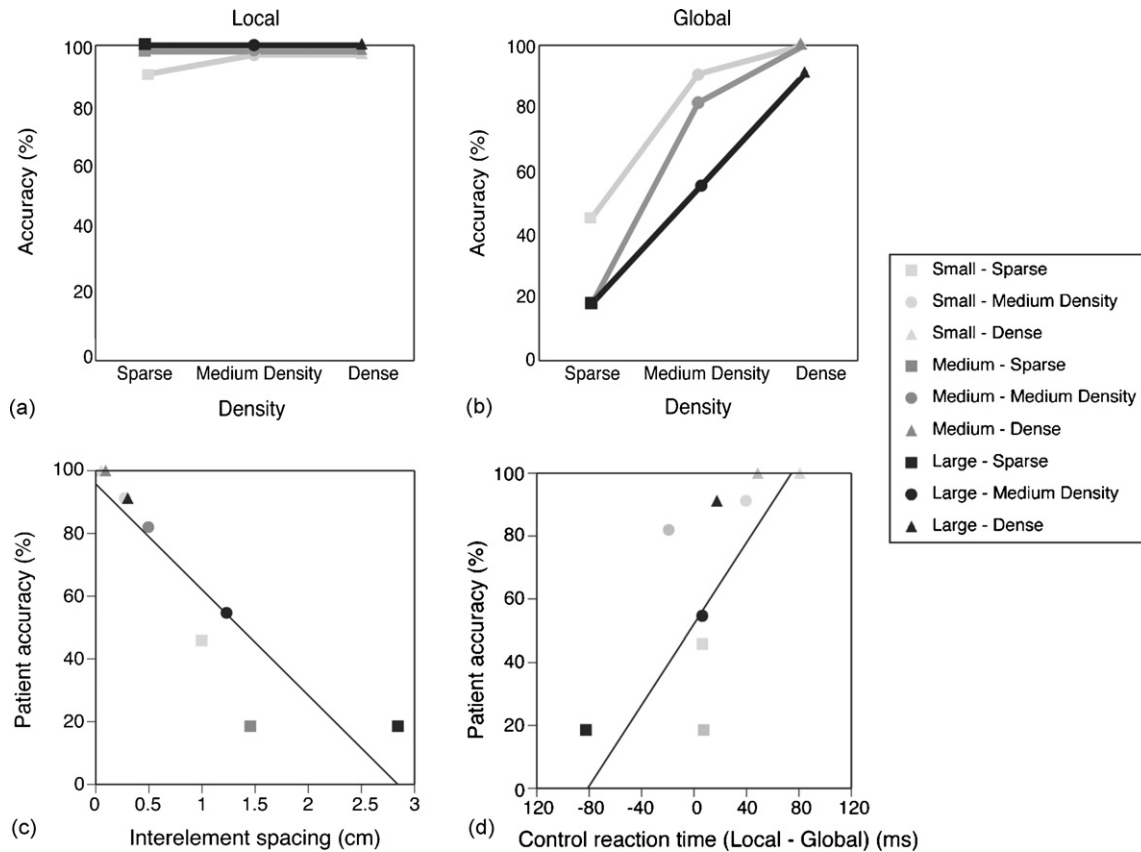 Local
100
80
60
40
20
0
Accuracy (%)
Sparse Medium Density Dense
(a) Density
Global
100
80
60
40
20
0
Accuracy (%)
Sparse Medium Density Dense
(b) Density
Small - Sparse
Small - Medium Density
Small - Dense
Medium - Sparse
Medium - Medium Density
Medium - Dense
Large - Sparse
Large - Medium Density
Large - Dense
100
80
60
40
20
0
Patient accuracy (%)
0 0.5 1 1.5 2 2.5 3
(c) Interelement spacing (cm)
100
80
60
40
20
0
Patient accuracy (%)
120 -80 40 0 40 80 120
(d) Control reaction time (Local - Global) (ms)